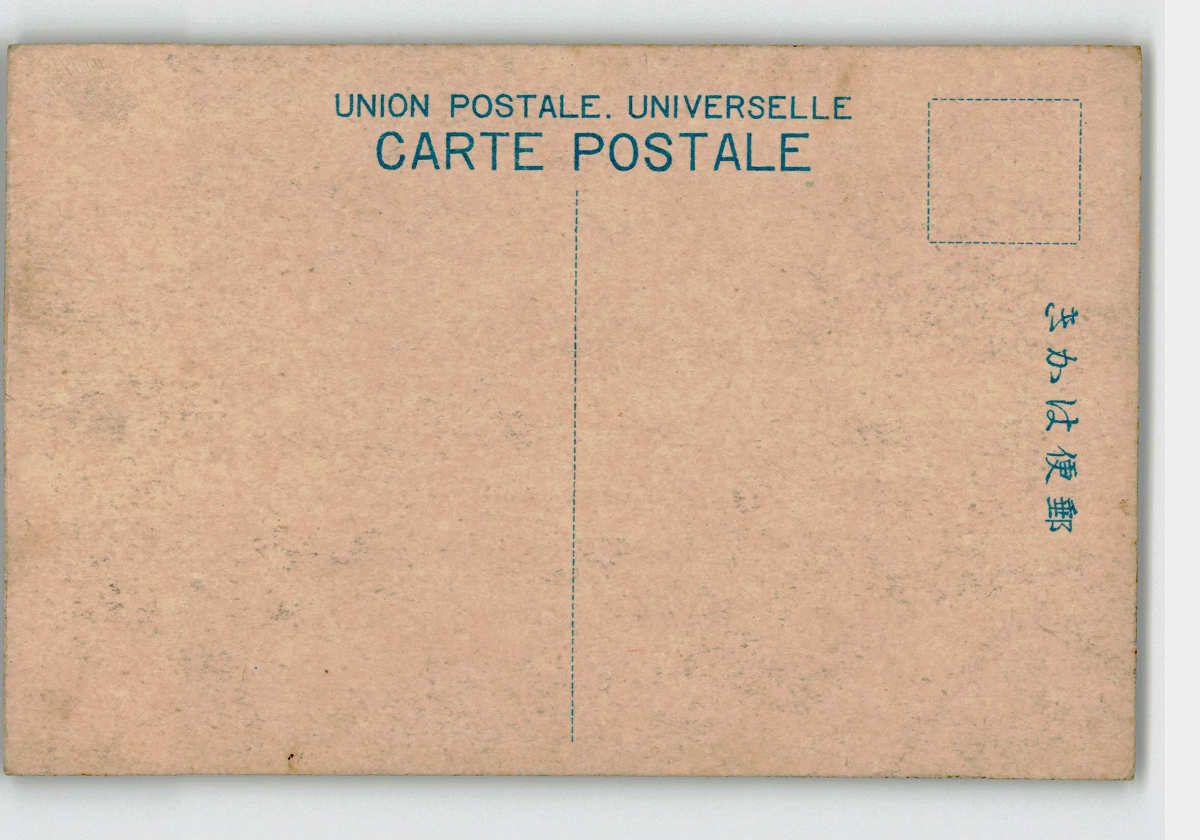 UNION POSTALE. UNIVERSELLE
CARTE POSTALE
郵便はかき